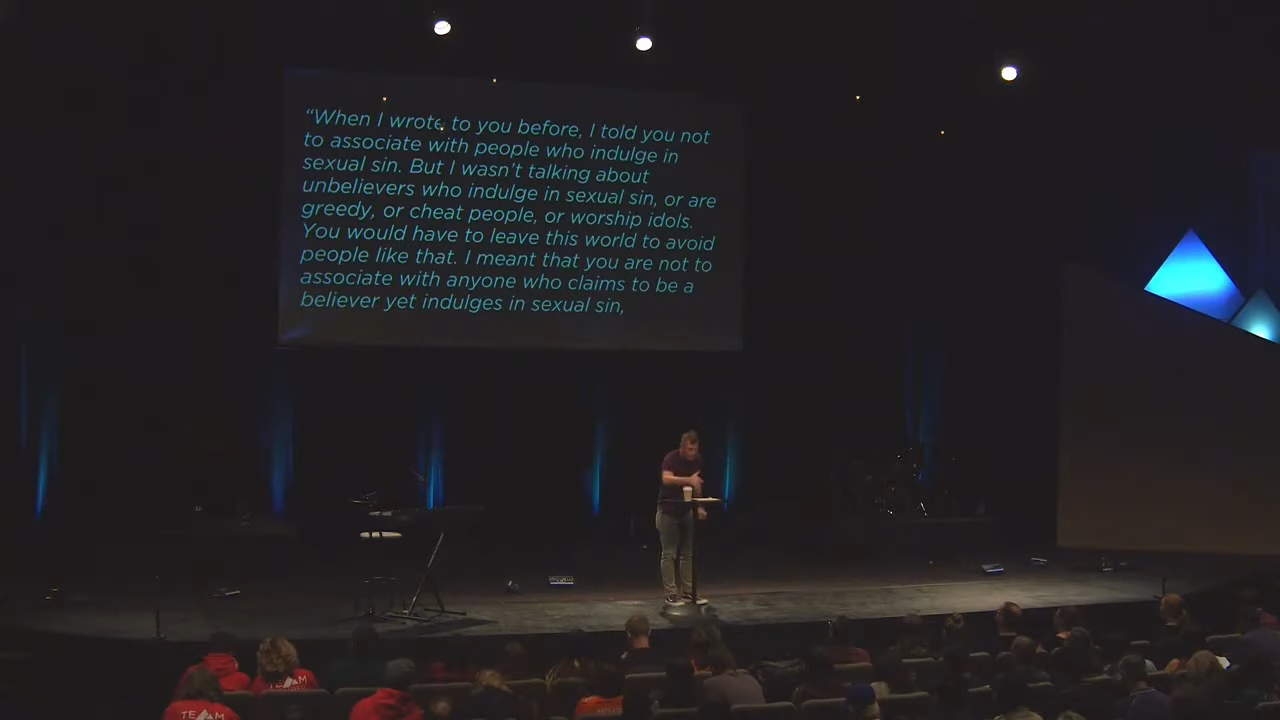 “When I wrote to you before, I told you not
to associate with people who indulge in
sexual sin. But I wasn’t talking about
unbelievers who indulge in sexual sin, or are
greedy, or cheat people, or worship idols.
You would have to leave this world to avoid
people like that. I meant that you are not to
associate with anyone who claims to be a
believer yet indulges in sexual sin,
TEAM
TEAM